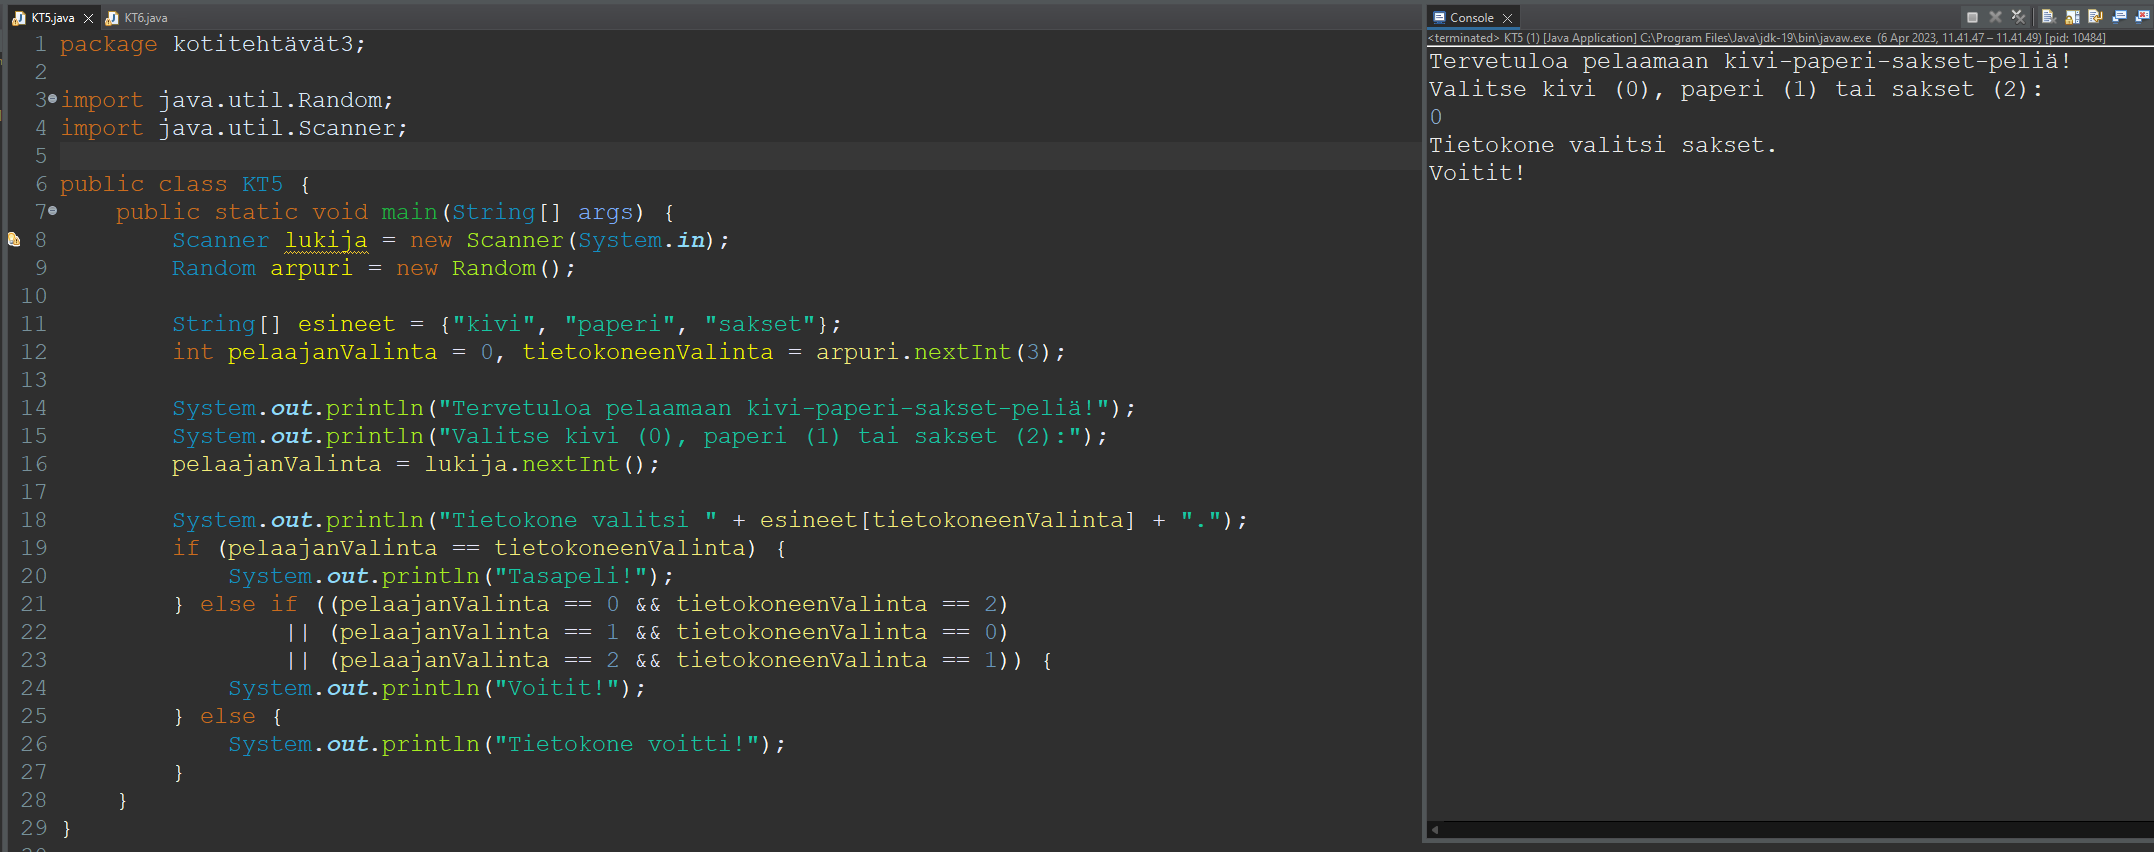 KT5.java
KT6.java
1 package kotitehtävät3;
2
3 import java.util.Random;
4 import java.util.Scanner;
5
6 public class KT5 {
7     public static void main(String[] args) {
8         Scanner lukija = new Scanner(System.in);
9         Random arpuri = new Random();
10
11         String[] esineet = {"kivi", "paperi", "sakset"};
12         int pelaajanValinta = 0, tietokoneenValinta = arpuri.nextInt(3);
13
14         System.out.println("Tervetuloa pelaamaan kivi-paperi-sakset-peliä!");
15         System.out.println("Valitse kivi (0), paperi (1) tai sakset (2):");
16         pelaajanValinta = lukija.nextInt();
17
18         System.out.println("Tietokone valitsi " + esineet[tietokoneenValinta] + ".");
19         if (pelaajanValinta == tietokoneenValinta) {
20             System.out.println("Tasapeli!");
21         } else if ((pelaajanValinta == 0 && tietokoneenValinta == 2)
22                 || (pelaajanValinta == 1 && tietokoneenValinta == 0)
23                 || (pelaajanValinta == 2 && tietokoneenValinta == 1)) {
24             System.out.println("Voitit!");
25         } else {
26             System.out.println("Tietokone voitti!");
27         }
28     }
29 }
Console
<terminated> KT5 (1) [Java Application] C:\Program Files\Java\jdk-19\bin\javaw.exe (6 Apr 2023, 11.41.47 – 11.41.49) [pid: 10484]
Tervetuloa pelaamaan kivi-paperi-sakset-peliä!
Valitse kivi (0), paperi (1) tai sakset (2):
0
Tietokone valitsi sakset.
Voitit!